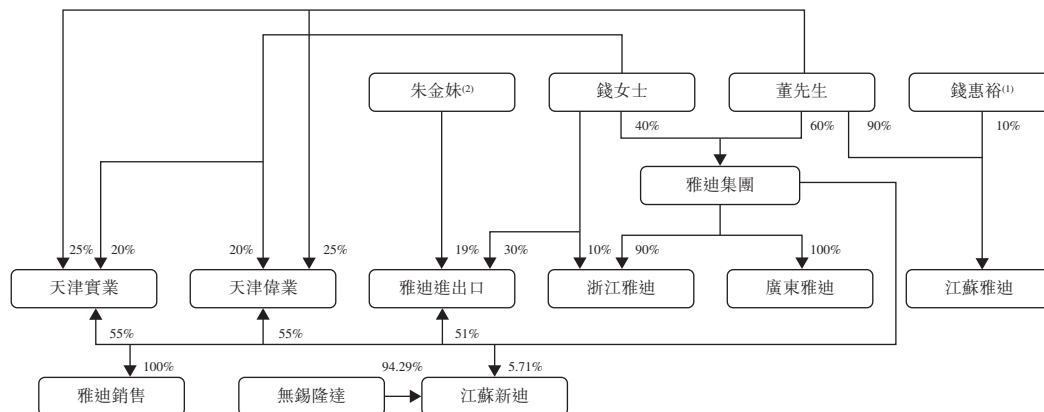 朱金妹(2)
錢女士
董先生
錢惠裕(1)
40%
60%
90%
10%
雅迪集團
25%
20%
20%
25%
19%
30%
10%
90%
100%
天津實業
天津偉業
雅迪進出口
浙江雅迪
廣東雅迪
江蘇雅迪
55%
55%
51%
100%
94.29%
5.71%
雅迪銷售
無錫隆達
江蘇新迪